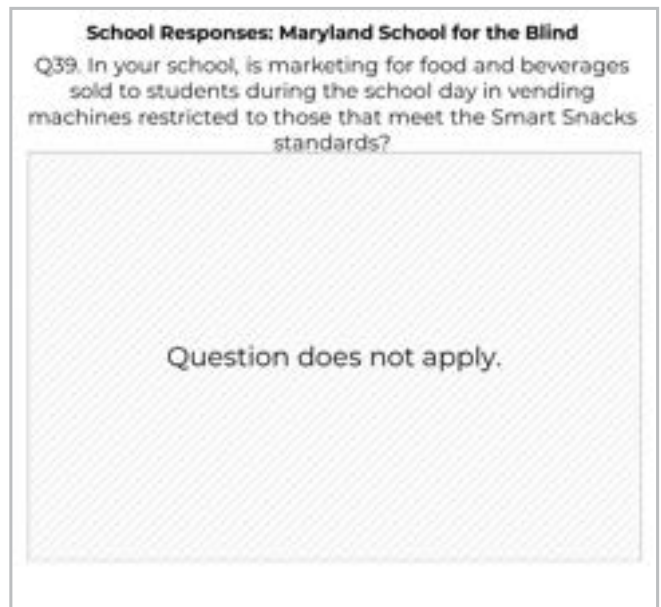 School Responses: Maryland School for the Blind
Q39. In your school, is marketing for food and beverages
sold to students during the school day in vending
machines restricted to those that meet the Smart Snacks
standards?
Question does not apply.